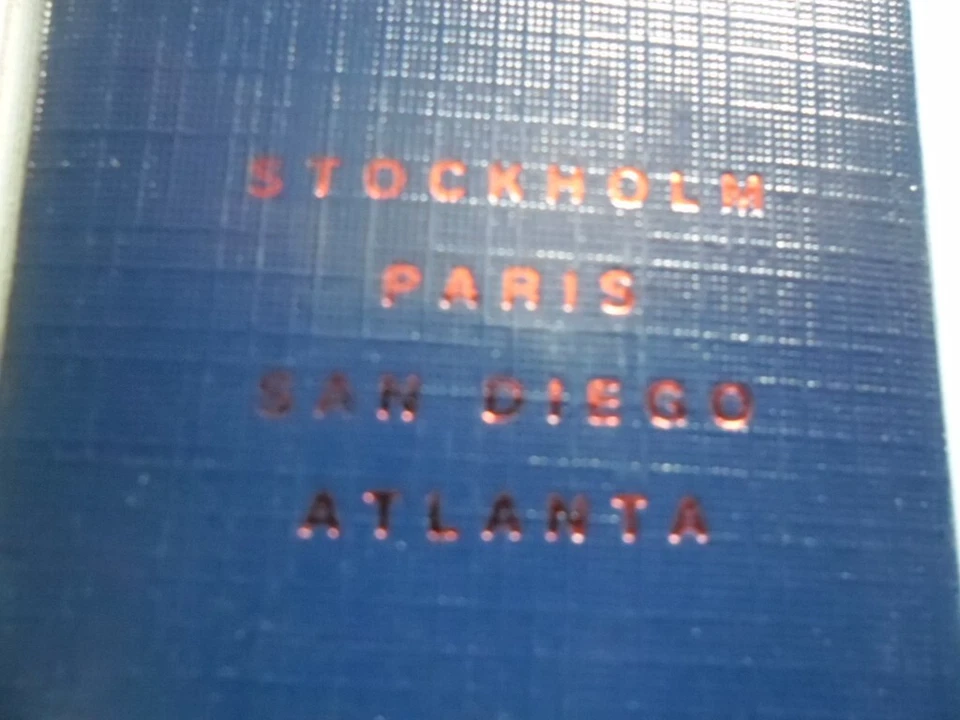 STOCKHOLM
PARIS
SAN DIEGO
ATLANTA